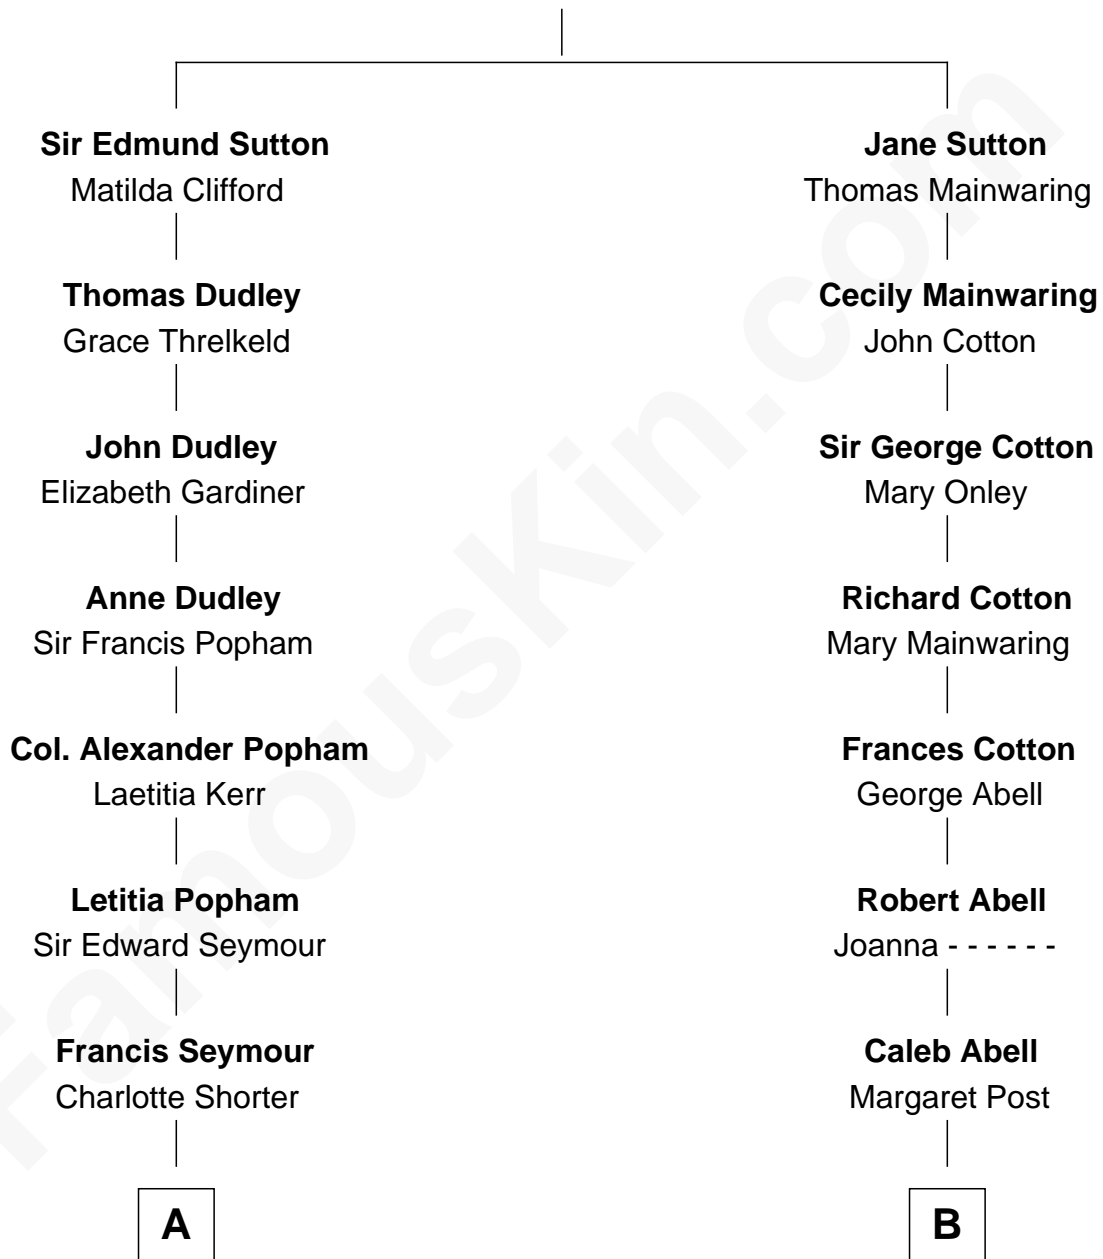 Sir Edmund Sutton
Matilda Clifford
Thomas Dudley
Grace Threlkeld
John Dudley
Elizabeth Gardiner
Anne Dudley
Sir Francis Popham
Col. Alexander Popham
Laetitia Kerr
Letitia Popham
Sir Edward Seymour
Francis Seymour
Charlotte Shorter
A
Jane Sutton
Thomas Mainwaring
Cecily Mainwaring
John Cotton
Sir George Cotton
Mary Onley
Richard Cotton
Mary Mainwaring
Frances Cotton
George Abell
Robert Abell
Joanna - - - - - -
Caleb Abell
Margaret Post
B
FamousKin.com